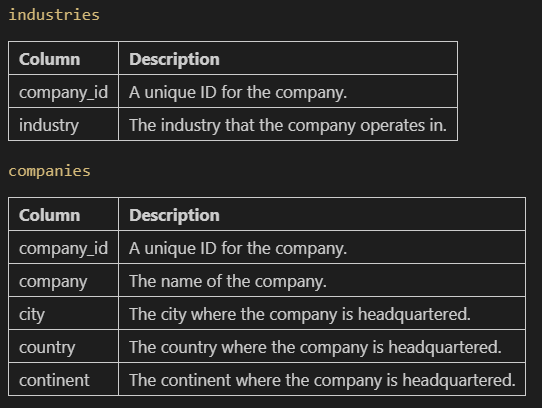 industries
Column Description
company_id A unique ID for the company.
industry The industry that the company operates in.
companies
Column Description
company_id A unique ID for the company.
company The name of the company.
city The city where the company is headquartered.
country The country where the company is headquartered.
continent The continent where the company is headquartered.